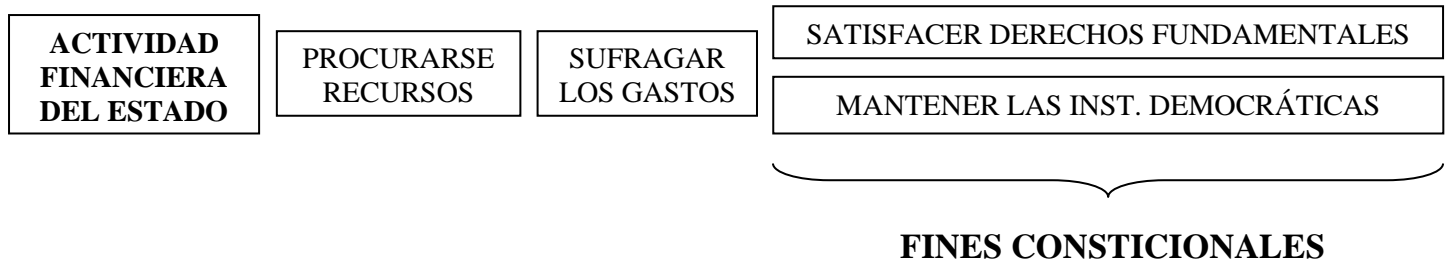 ACTIVIDAD
FINANCIERA
DEL ESTADO
PROCURARSE
RECURSOS
SUFRAGAR
LOS GASTOS
SATISFACER DERECHOS FUNDAMENTALES
MANTENER LAS INST. DEMOCRÁTICAS
FINES CONSTICIONALES